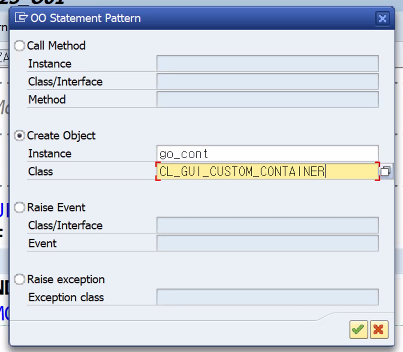 OO Statement Pattern
Call Method
Instance
Class/Interface
Method
Create Object
Instance go_cont
Class CL_GUI_CUSTOM_CONTAINER
Raise Event
Class/Interface
Event
Raise exception
Exception class